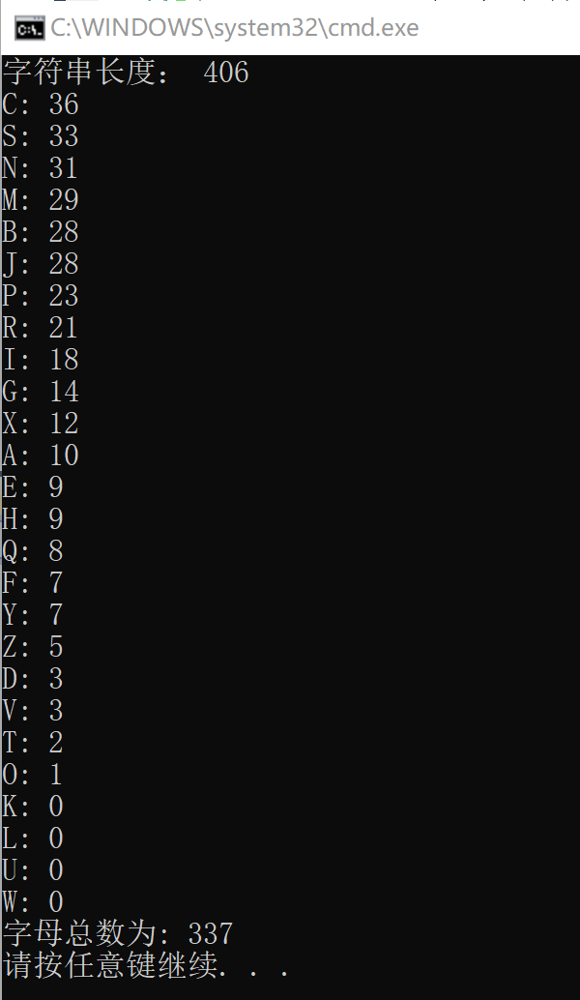 C:\WINDOWS\system32\cmd.exe
字符串长度： 406
C: 36
S: 33
N: 31
M: 29
B: 28
J: 28
P: 23
R: 21
I: 18
G: 14
X: 12
A: 10
E: 9
H: 9
Q: 8
F: 7
Y: 7
Z: 5
D: 3
V: 3
T: 2
O: 1
K: 0
L: 0
U: 0
W: 0
字母总数为: 337
请按任意键继续. . .